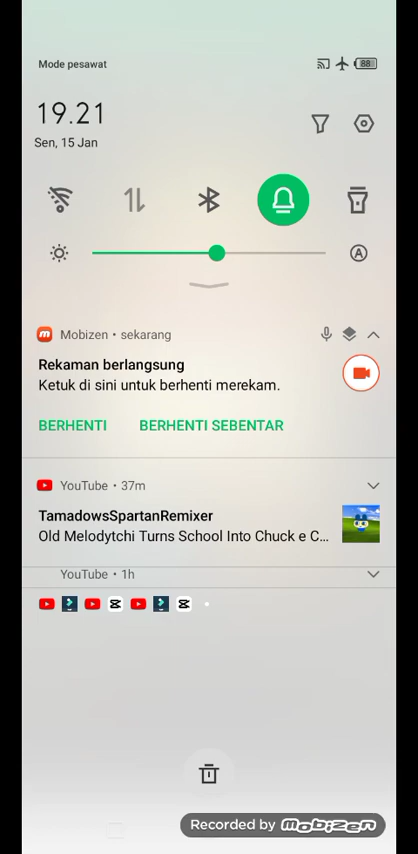 Mode pesawat
88
19.21
Sen, 15 Jan
A
Mobizen • sekarang
Rekaman berlangsung
Ketuk di sini untuk berhenti merekam.
BERHENTI BERHENTI SEBENTAR
YouTube • 37m
TamadowsSpartanRemixer
Old Melodytchi Turns School Into Chuck e C...
YouTube • 1h
Recorded by mobizen